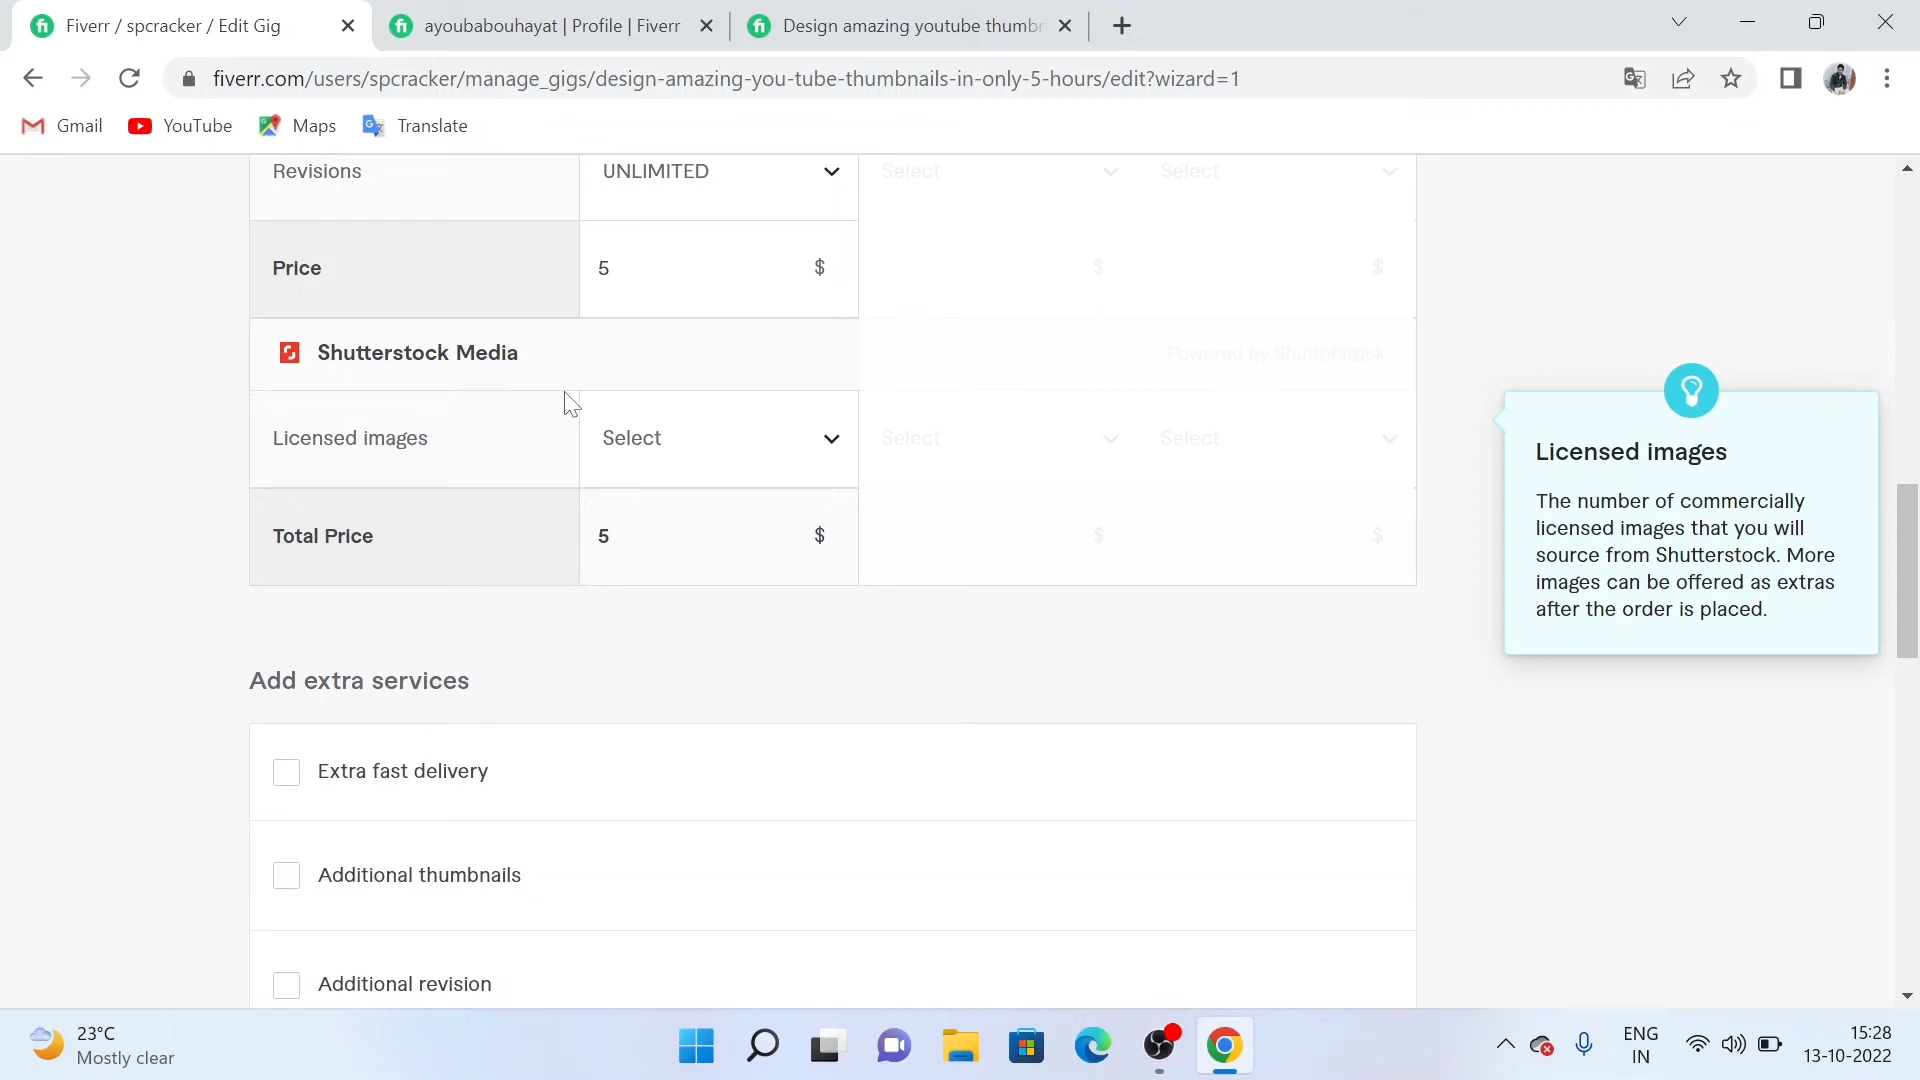 Fiverr / spcracker / Edit Gig
ayoubabouhayat | Profile | Fiverr
Design amazing youtube thumbn
fiverr.com/users/spcracker/manage_gigs/design-amazing-you-tube-thumbnails-in-only-5-hours/edit?wizard=1
Gmail
YouTube
Maps
Translate
Revisions
UNLIMITED
Select
Select
Price
5
$
$
$
Shutterstock Media
Powered by Shutterstock
Licensed images
Select
Select
Select
Total Price
5
$
$
$
Licensed images
The number of commercially
licensed images that you will
source from Shutterstock. More
images can be offered as extras
after the order is placed.
Add extra services
Extra fast delivery
Additional thumbnails
Additional revision
23°C
Mostly clear
ENG
IN
15:28
13-10-2022